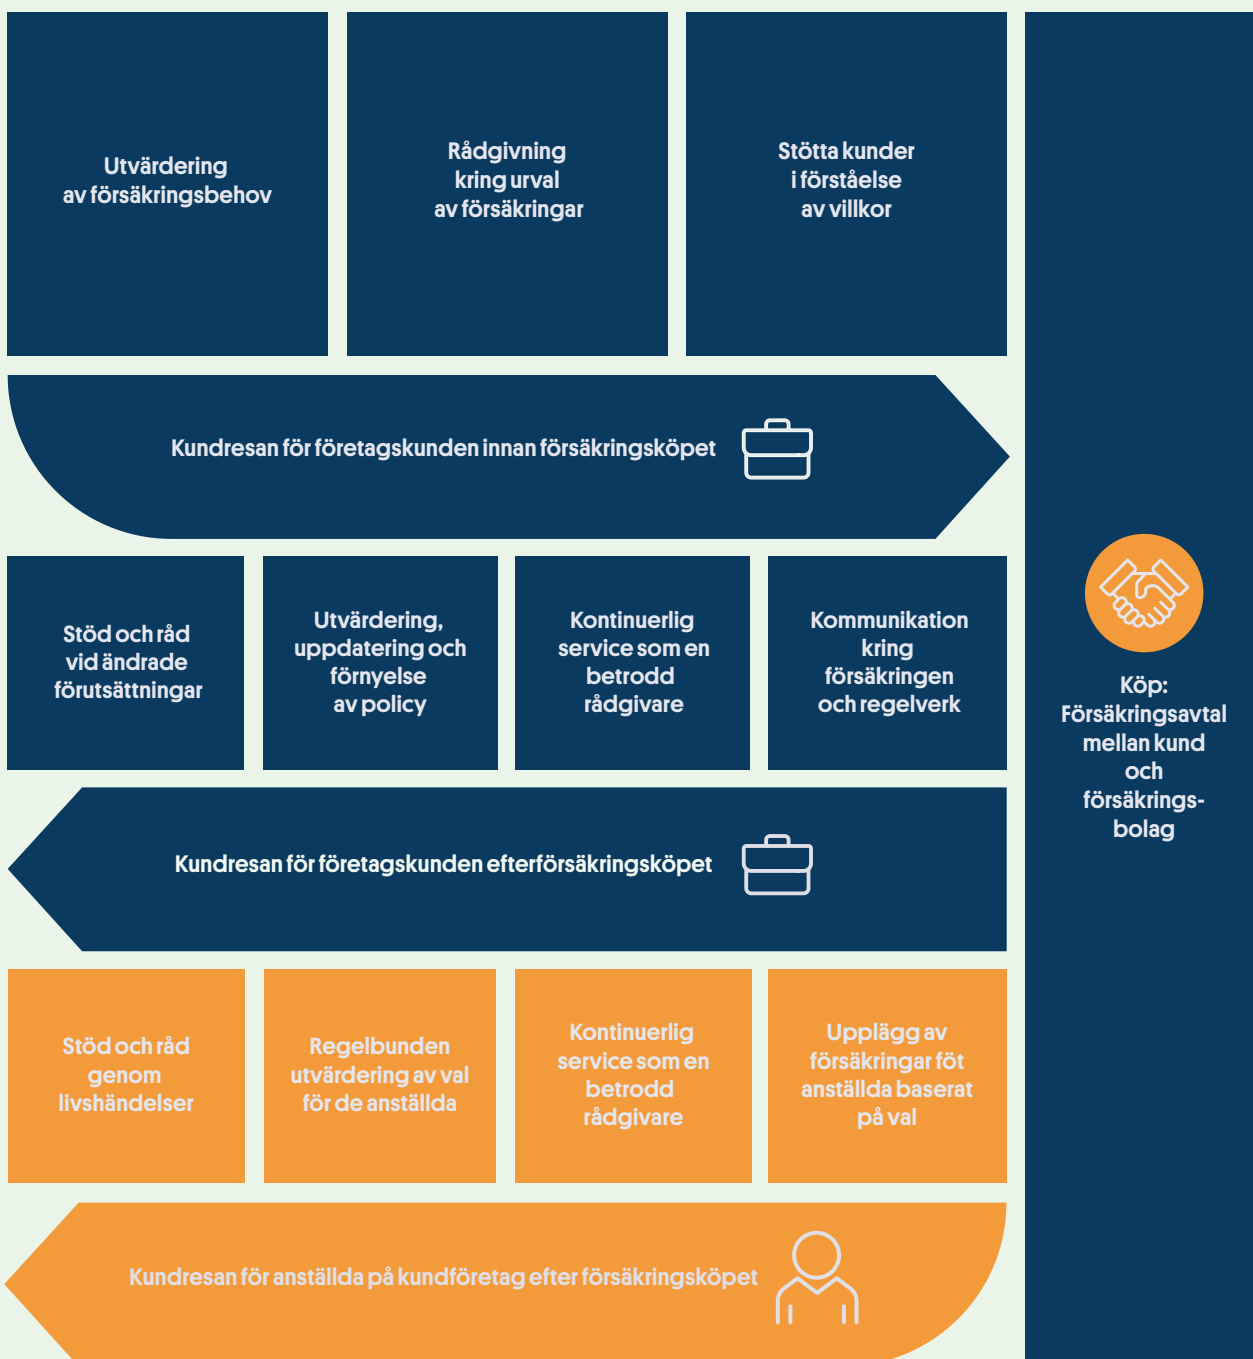 Utvärdering
av försäkringsbehov
Rådgivning
kring urval
av försäkringar
Stötta kunder
i förståelse
av villkor
Kundresan för företagskunden innan försäkringsköpet
Stöd och råd
vid ändrade
förutsättningar
Utvärdering,
uppdatering och
förnyelse
av policy
Kontinuerlig
service som en
betrodd
rådgivare
Kommunikation
kring
försäkringen
och regelverk
Köp:
Försäkringsavtal
mellan kund
och
försäkrings-
bolag
Kundresan för företagskunden efterförsäkringsköpet
Stöd och råd
genom
livshändelser
Regelbunden
utvärdering av val
för de anställda
Kontinuerlig
service som en
betrodd
rådgivare
Upplägg av
försäkringar föt
anställda baserat
på val
Kundresan för anställda på kundföretag efter försäkringsköpet